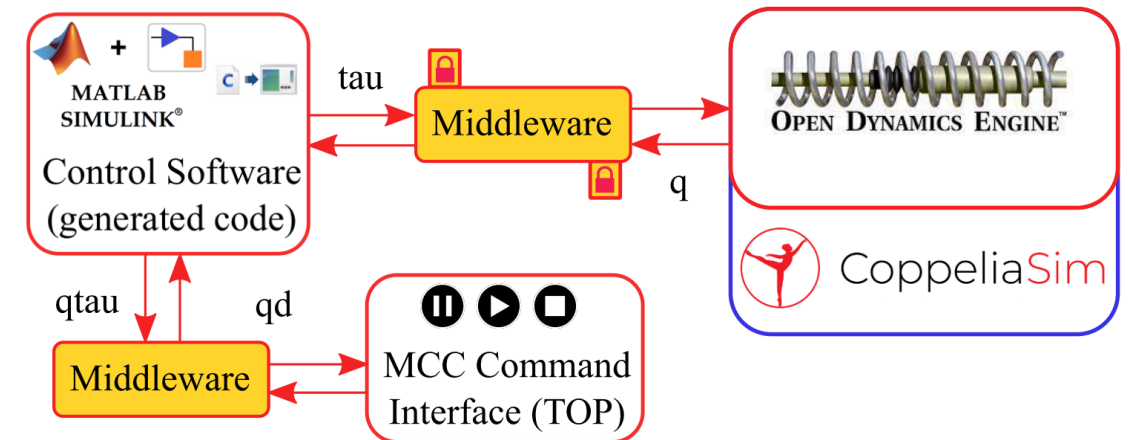 +
C
MATLAB
SIMULINK®
Control Software
(generated code)
tau
Middleware
q
OPEN DYNAMICS ENGINE™
CoppeliaSim
qtau
qd
Middleware
MCC Command
Interface (TOP)